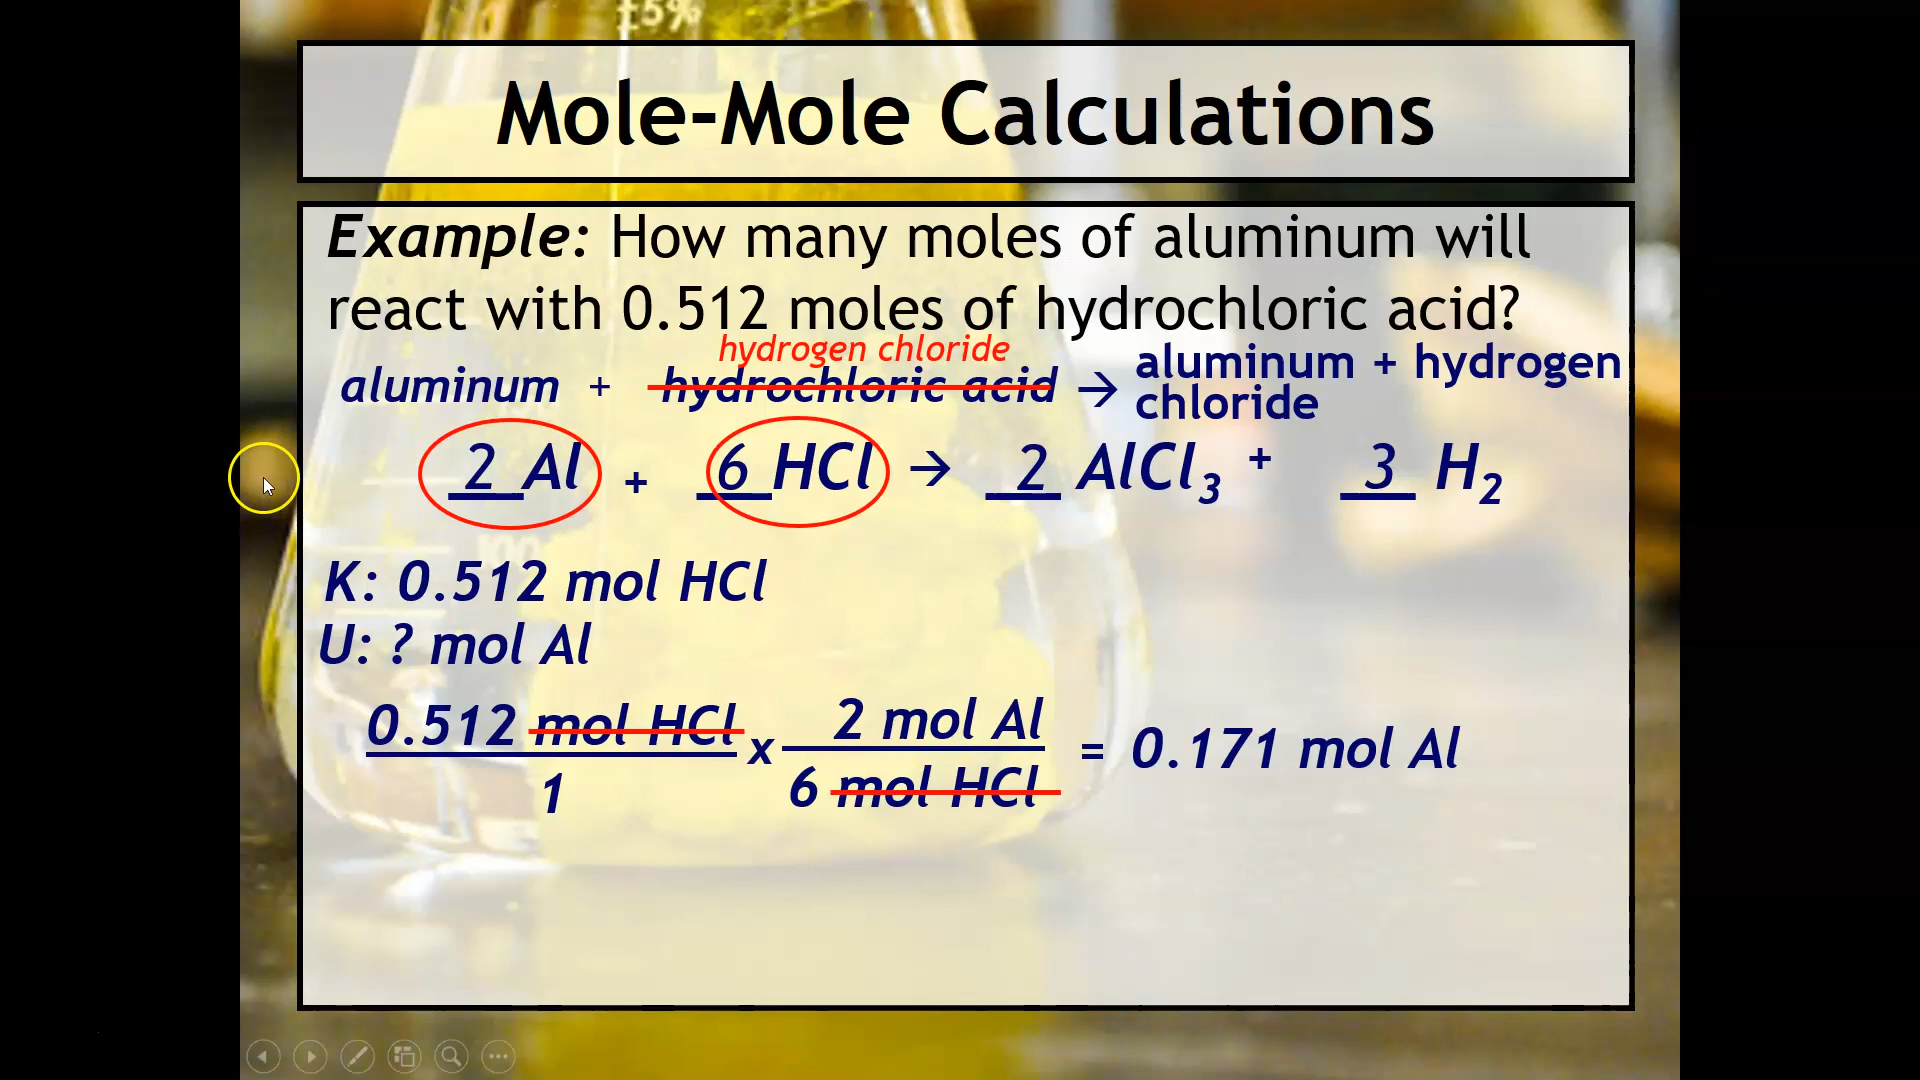 ±5%
Mole-Mole Calculations
Example: How many moles of aluminum will
react with 0.512 moles of hydrochloric acid?
hydrogen chloride
aluminum + hydrochloric acid → aluminum + hydrogen
chloride
2 Al + 6 HCl → 2 AlCl₃ + 3 H₂
100
K: 0.512 mol HCl
U: ? mol Al
0.512 mol HCl x 2 mol Al = 0.171 mol Al
1 6 mol HCl